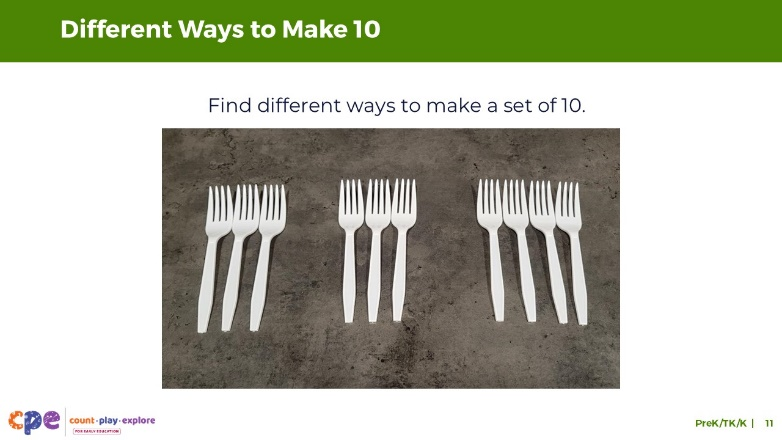 Different Ways to Make 10
Find different ways to make a set of 10.
cpe
count·play·explore
FOR EARLY EDUCATION
PreK/TK/K | 11